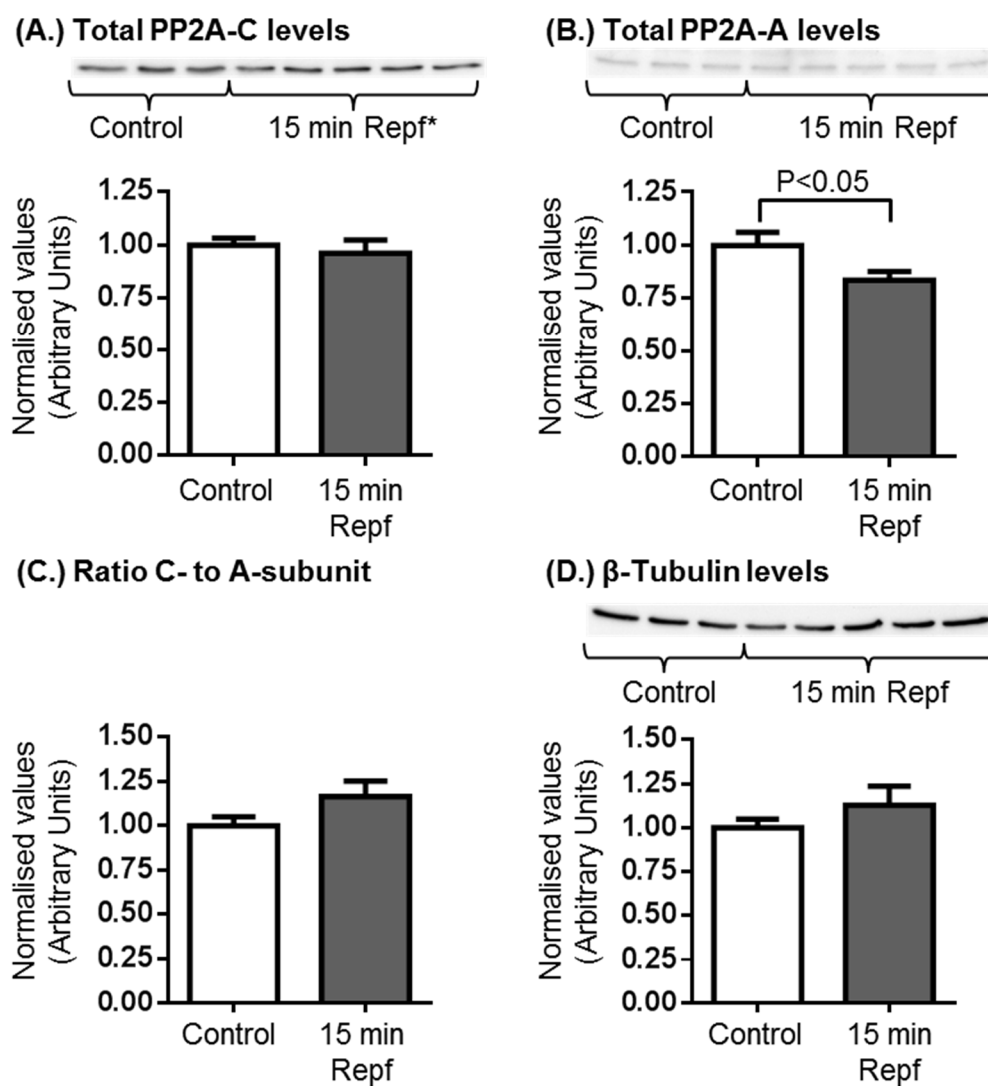 (A.) Total PP2A-C levels
Control
15 min Repf*
Normalised values
(Arbitrary Units)
1.25
1.00
0.75
0.50
0.25
0.00
Control
15 min
Repf
(B.) Total PP2A-A levels
Control
15 min Repf
P<0.05
Normalised values
(Arbitrary Units)
1.25
1.00
0.75
0.50
0.25
0.00
Control
15 min
Repf
(C.) Ratio C- to A-subunit
Normalised values
(Arbitrary Units)
1.50
1.25
1.00
0.75
0.50
0.25
0.00
Control
15 min
Repf
(D.) β-Tubulin levels
Control
15 min Repf
Normalised values
(Arbitrary Units)
1.50
1.25
1.00
0.75
0.50
0.25
0.00
Control
15 min
Repf